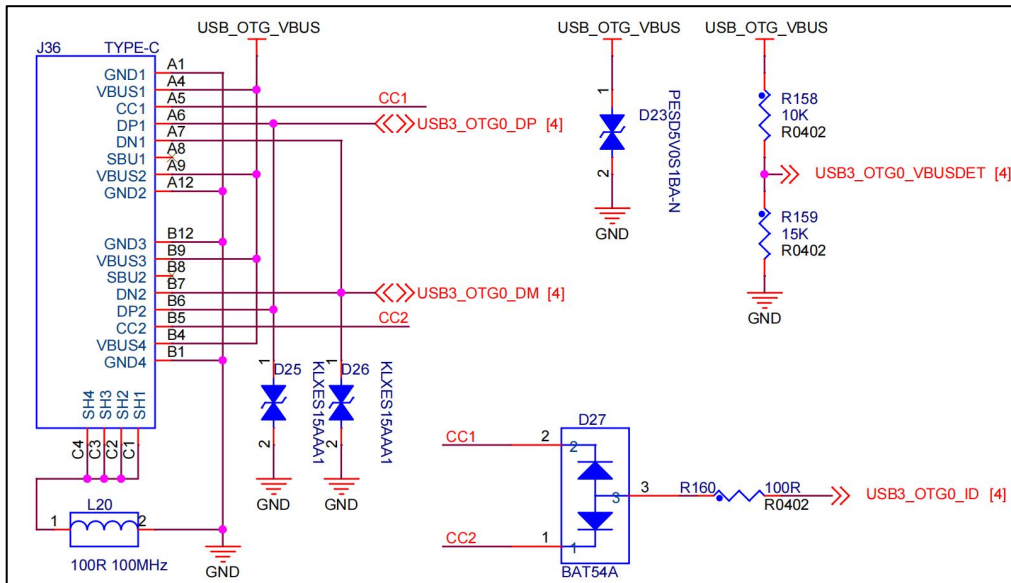 USB_OTG_VBUS
J36 TYPE-C
GND1 A1
VBUS1 A4
CC1 A5 CC1
DP1 A6 USB3_OTG0_DP [4]
DN1 A7
SBU1 A8
VBUS2 A9
GND2 A12
GND3 B12
VBUS3 B9
SBU2 B8
DN2 B7 USB3_OTG0_DM [4]
DP2 B6
CC2 B5 CC2
VBUS4 B4
GND4 B1
SH4 SH3 SH2 SH1
C4 C3 C2 C1
L20
1 2
100R 100MHz
GND
1 D25 KLXES15AAA1
2
GND
1 D26 KLXES15AAA1
2
GND
USB_OTG_VBUS
1
D23 PESD5V0S1BA-N
2
GND
USB_OTG_VBUS
R158
10K
R0402
USB3_OTG0_VBUSDET [4]
R159
15K
R0402
GND
D27
CC1 2 2
3 3 R160 100R USB3_OTG0_ID [4]
R0402
CC2 1 1
BAT54A